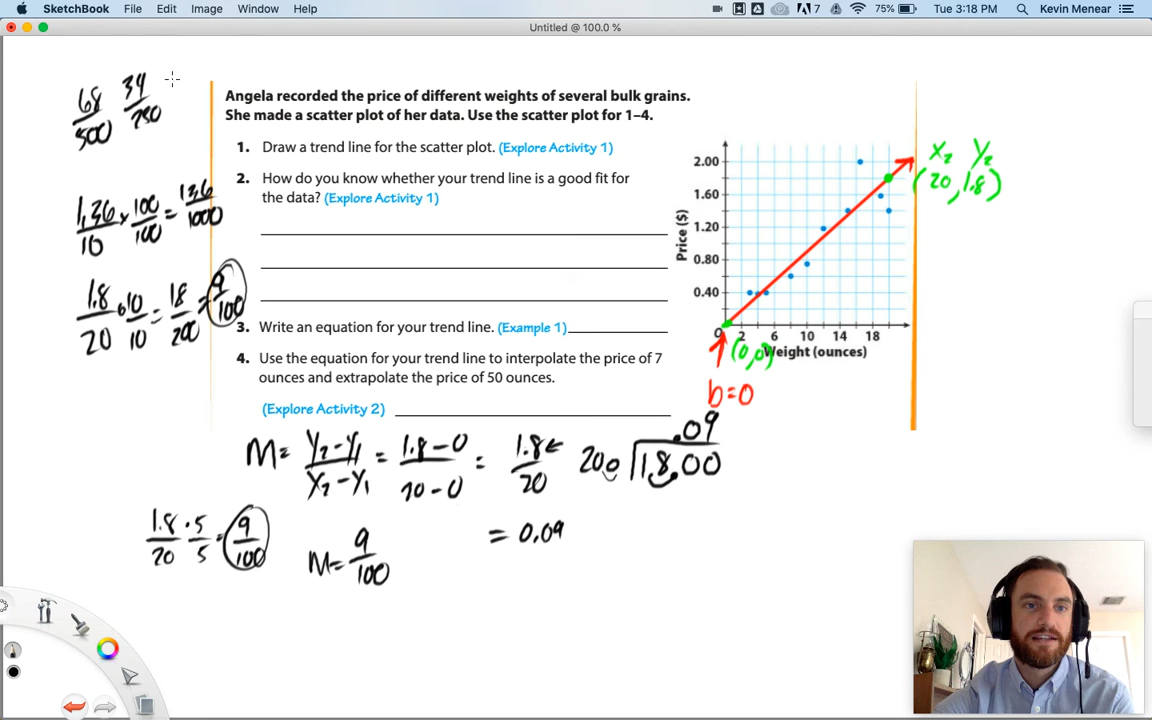 SketchBook File Edit Image Window Help 7 75% Tue 3:18 PM Kevin Menear
Untitled @ 100.0 %
68/500 34/250
1,36/10 × 100/100 = 136/1000
1.8/20 · 10/10 = 18/200 = 9/100
Angela recorded the price of different weights of several bulk grains.
She made a scatter plot of her data. Use the scatter plot for 1–4.
1. Draw a trend line for the scatter plot. (Explore Activity 1)
2. How do you know whether your trend line is a good fit for
the data? (Explore Activity 1)
3. Write an equation for your trend line. (Example 1)
4. Use the equation for your trend line to interpolate the price of 7
ounces and extrapolate the price of 50 ounces.
(Explore Activity 2)
Price ($)
2.00
1.60
1.20
0.80
0.40
0 2 6 10 14 18
Weight (ounces)
X₂ Y₂
(20, 1.8)
(0,0)
b=0
M= Y₂-Y₁/X₂-X₁ = 1.8-0/20-0 = 1.8/20
.09
200 18.00
= 0.09
1.8/20 · 5/5 = 9/100
M= 9/100